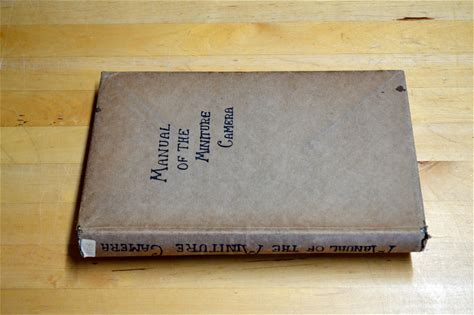 MANUAL
OF THE
MINITURE
CAMERA
MANUAL OF THE MINITURE CAMERA